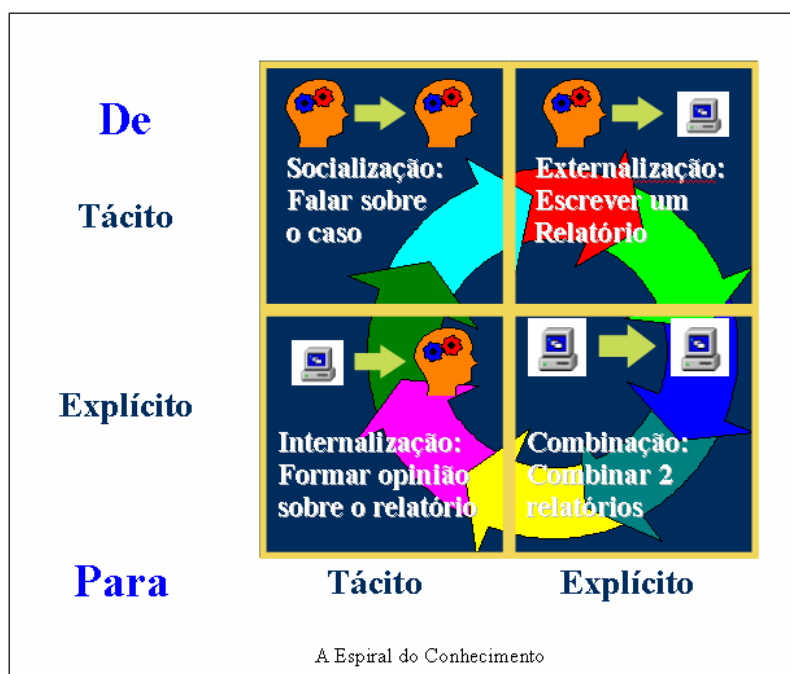 De
Tácito
Socialização:
Falar sobre
o caso
Externalização:
Escrever um
Relatório
Explícito
Internalização:
Formar opinião
sobre o relatório
Combinação:
Combinar 2
relatórios
Para
Tácito
Explícito
A Espiral do Conhecimento